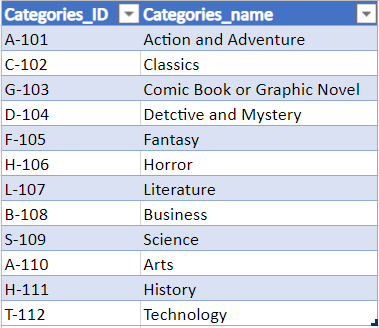 Categories_ID Categories_name
A-101 Action and Adventure
C-102 Classics
G-103 Comic Book or Graphic Novel
D-104 Detctive and Mystery
F-105 Fantasy
H-106 Horror
L-107 Literature
B-108 Business
S-109 Science
A-110 Arts
H-111 History
T-112 Technology